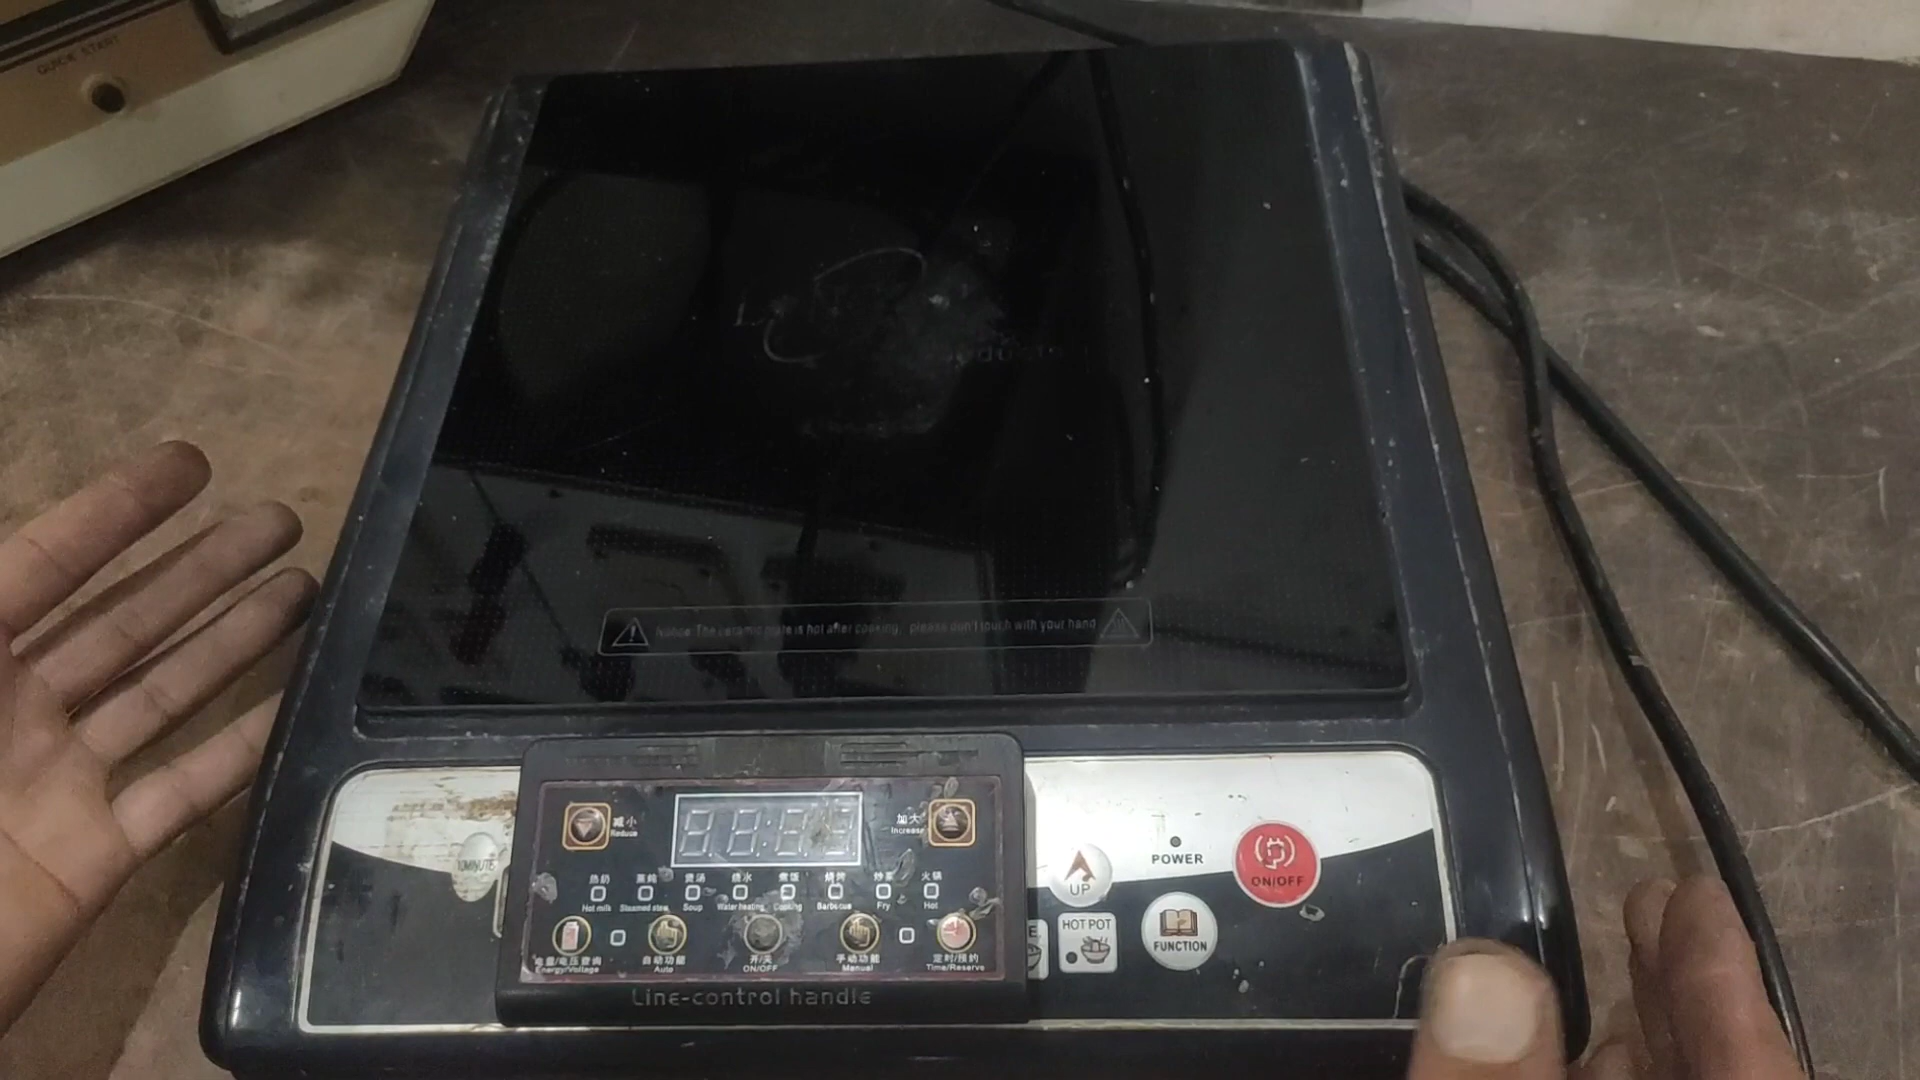 QUICK START
Notice: The ceramic plate is hot after cooking, please don't touch with your hand
减小
Reduce
加大
Increase
热奶
Hot milk
蒸炖
Steamed stew
煲汤
Soup
烧水
Water heating
煮饭
Cooking
烧烤
Barbecue
炒菜
Fry
火锅
Hot
电量/电压查询
Energy/Voltage
自动功能
Auto
开/关
ON/OFF
手动功能
Manual
定时/预约
Time/Reserve
Line-control handle
UP
POWER
ON/OFF
HOT POT
FUNCTION